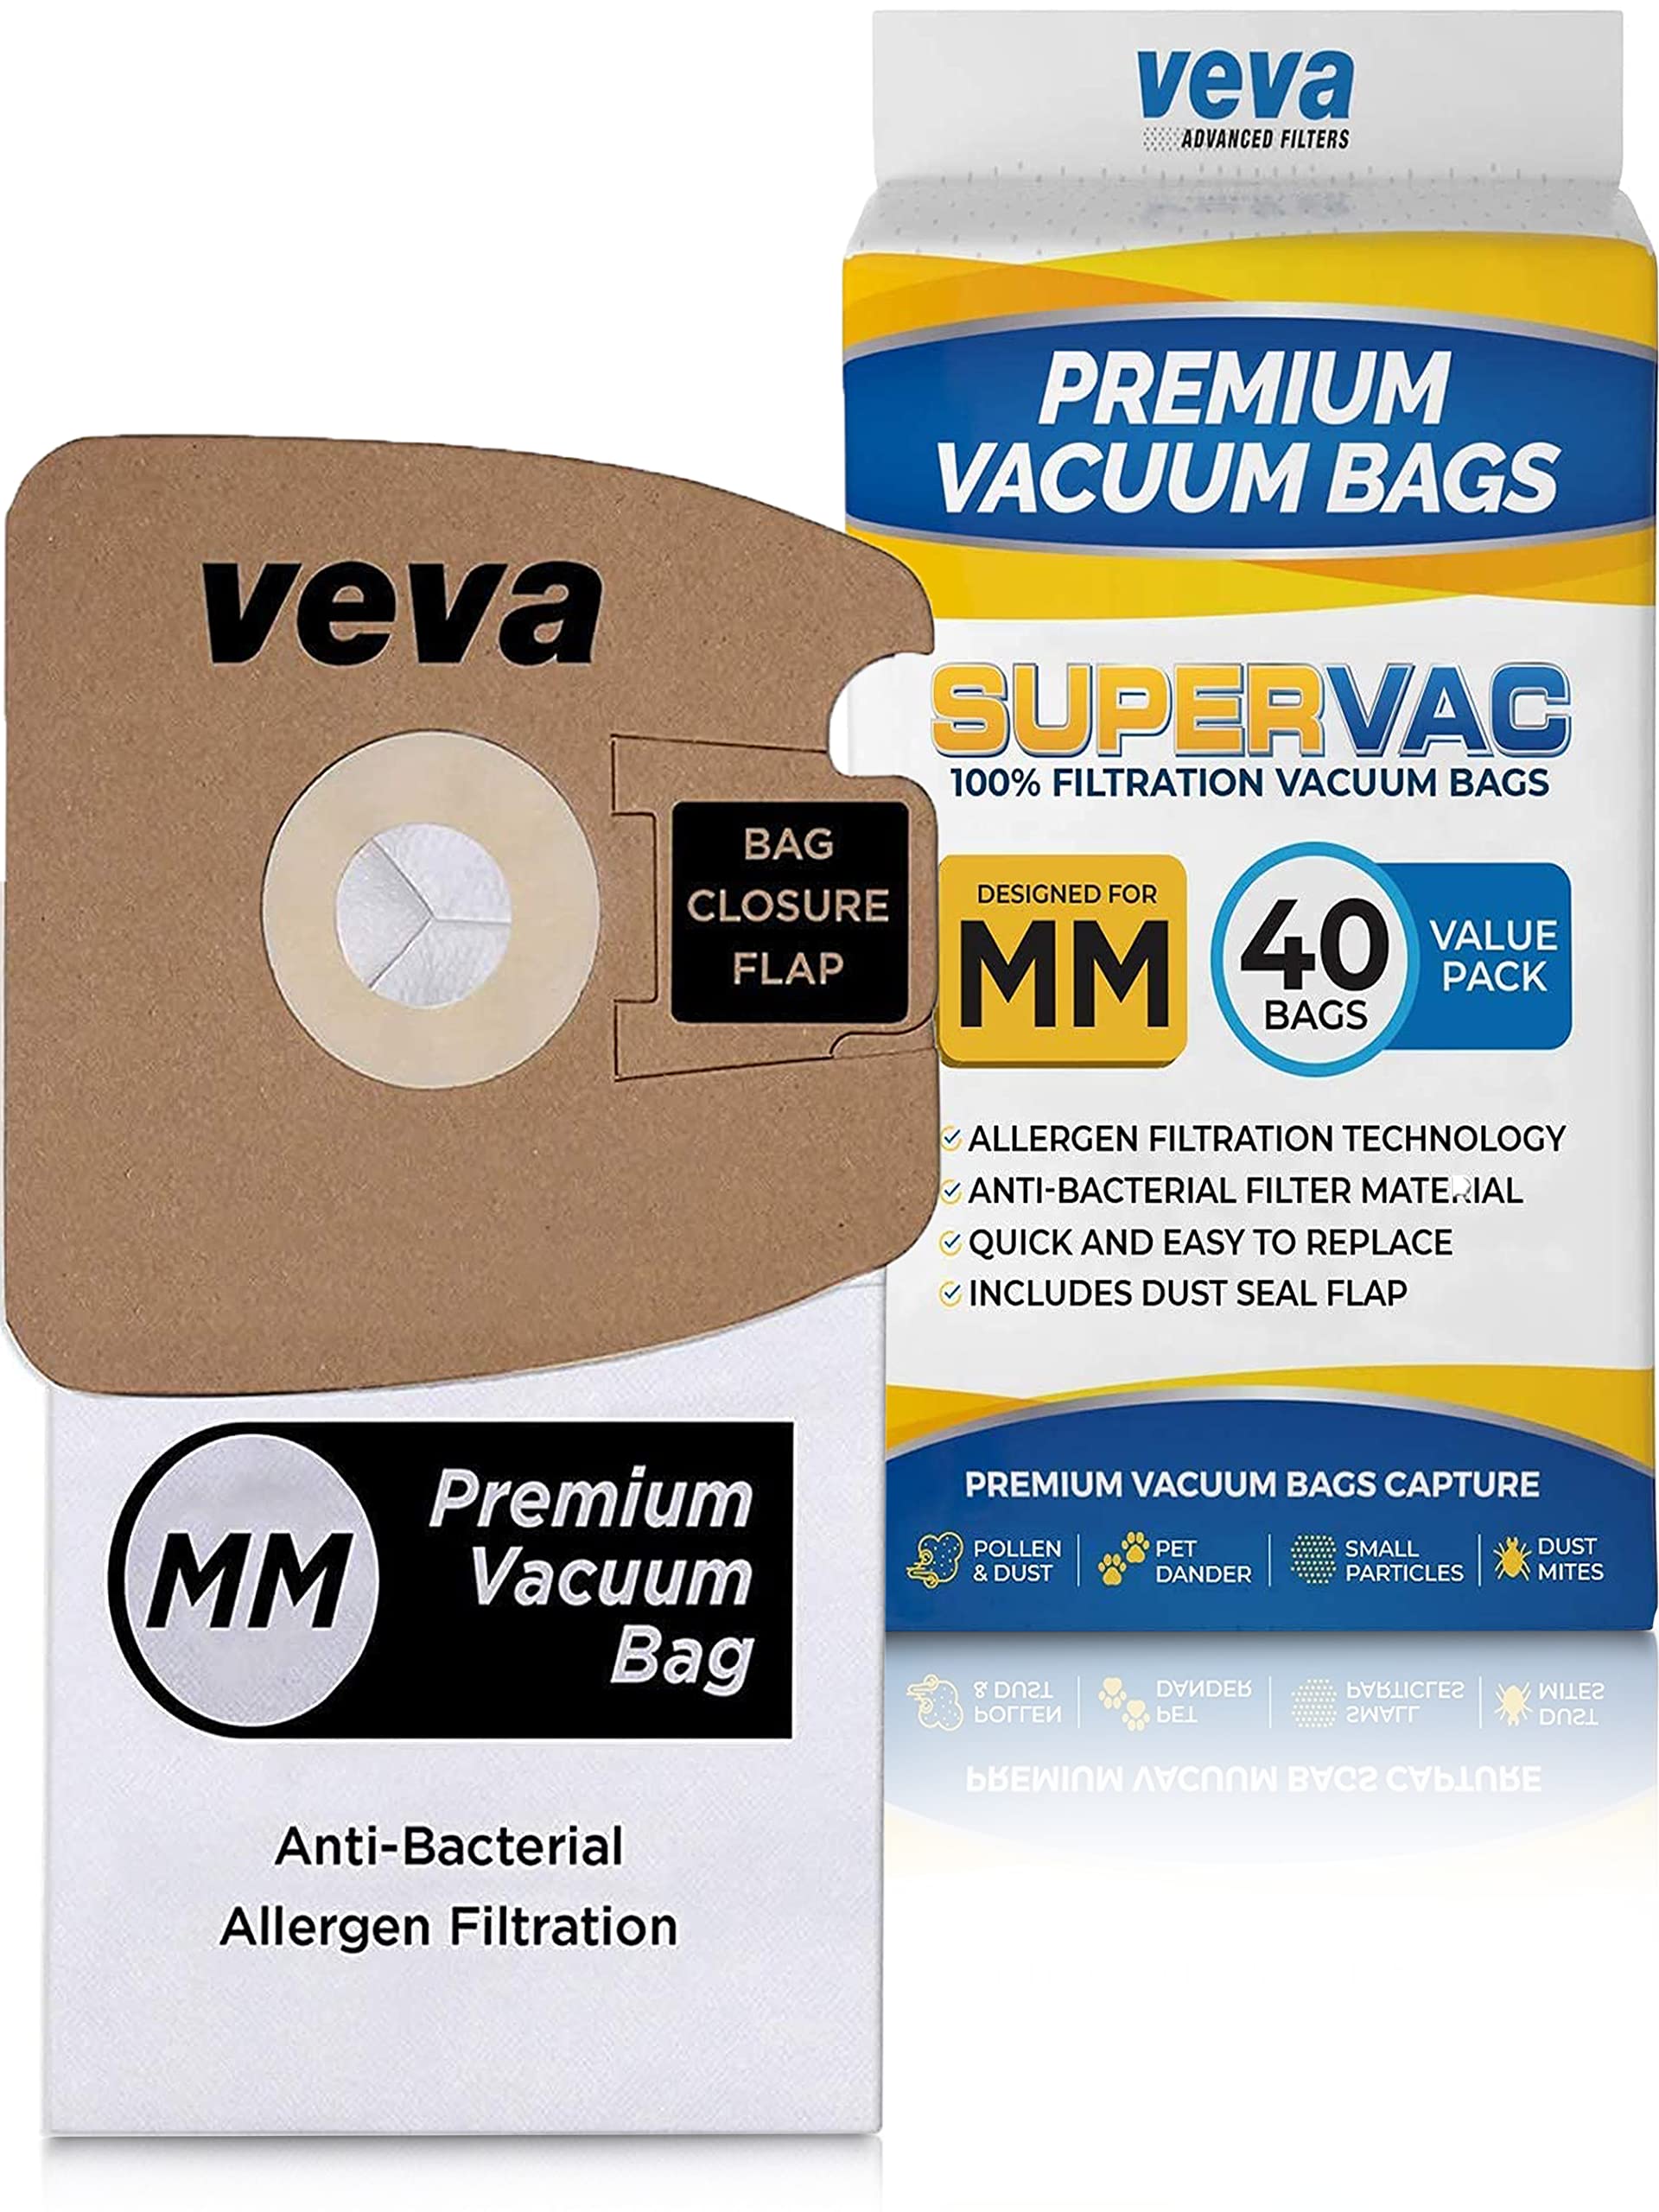 veva
ADVANCED FILTERS
PREMIUM
VACUUM BAGS
SUPERVAC
100% FILTRATION VACUUM BAGS
DESIGNED FOR
MM
40
BAGS
VALUE
PACK
ALLERGEN FILTRATION TECHNOLOGY
ANTI-BACTERIAL FILTER MATERIAL
QUICK AND EASY TO REPLACE
INCLUDES DUST SEAL FLAP
PREMIUM VACUUM BAGS CAPTURE
POLLEN
& DUST
PET
DANDER
SMALL
PARTICLES
DUST
MITES
veva
BAG
CLOSURE
FLAP
MM
Premium
Vacuum
Bag
Anti-Bacterial
Allergen Filtration